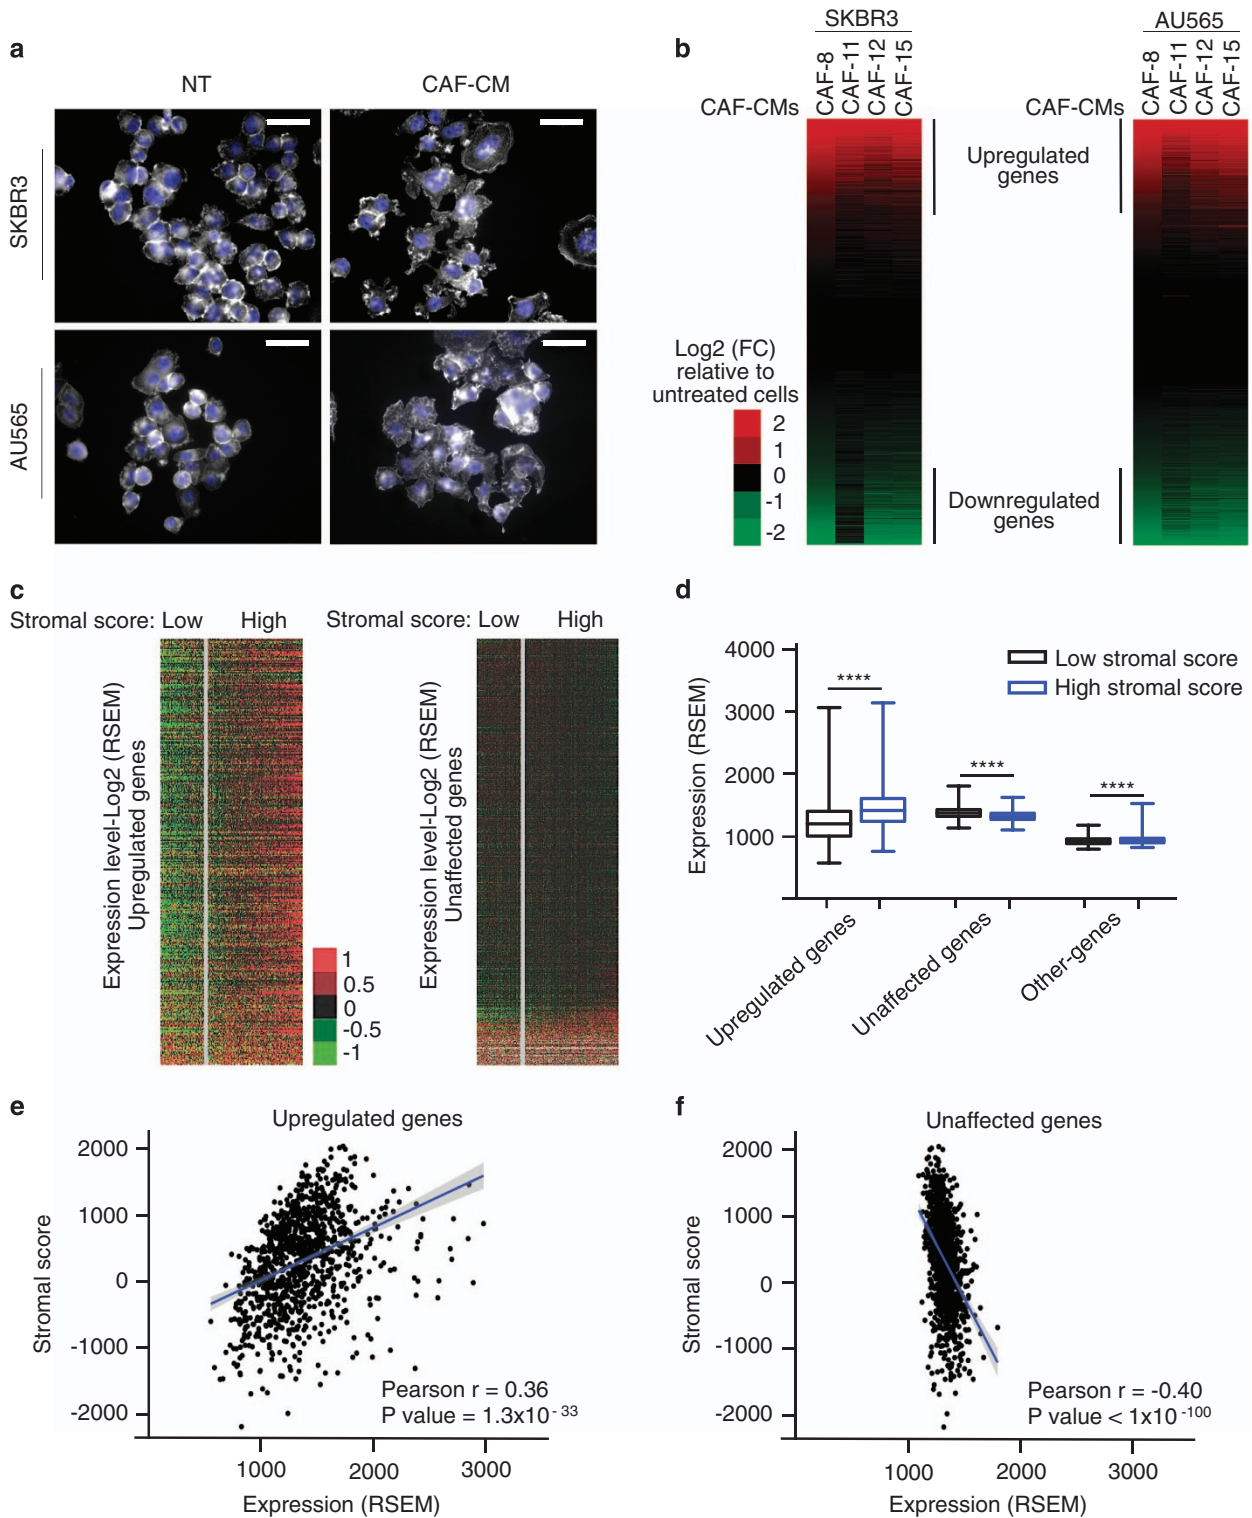 a
NT
CAF-CM
SKBR3
AU565
b
SKBR3
AU565
CAF-CMs
CAF-8
CAF-11
CAF-12
CAF-15
CAF-CMs
CAF-8
CAF-11
CAF-12
CAF-15
Upregulated
genes
Log2 (FC)
relative to
untreated cells
2
1
0
-1
-2
Downregulated
genes
c
Stromal score: Low
High
Stromal score: Low
High
Expression level-Log2 (RSEM)
Upregulated genes
1
0.5
0
-0.5
-1
Expression level-Log2 (RSEM)
Unaffected genes
d
Expression (RSEM)
4000
3000
2000
1000
Low stromal score
High stromal score
****
****
****
Upregulated genes
Unaffected genes
Other-genes
e
Upregulated genes
Stromal score
2000
1000
0
-1000
-2000
Pearson r = 0.36
P value = 1.3x10⁻³³
1000
2000
3000
Expression (RSEM)
f
Unaffected genes
Stromal score
2000
1000
0
-1000
-2000
Pearson r = -0.40
P value < 1x10⁻¹⁰⁰
1000
2000
3000
Expression (RSEM)